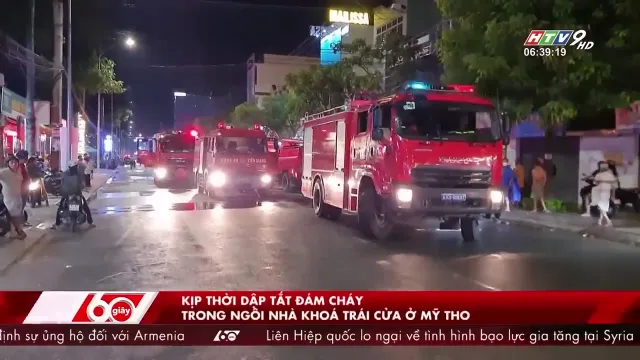 MARLISSA
HTV9HD
06:39:19
60 giây
KỊP THỜI DẬP TẮT ĐÁM CHÁY
TRONG NGÔI NHÀ KHOÁ TRÁI CỬA Ở MỸ THO
định sự ủng hộ đối với Armenia
Liên Hiệp quốc lo ngại về tình hình bạo lực gia tăng tại Syria